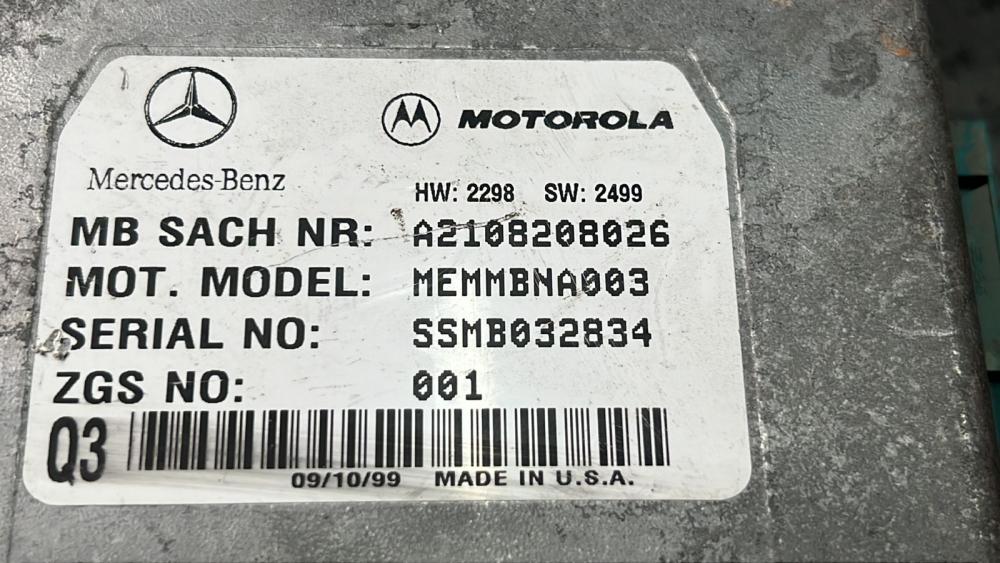 MOTOROLA
Mercedes-Benz
HW: 2298 SW: 2499
MB SACH NR: A2108208026
MOT. MODEL: MEMMBNA003
SERIAL NO: SSMB032834
ZGS NO: 001
Q3
09/10/99 MADE IN U.S.A.